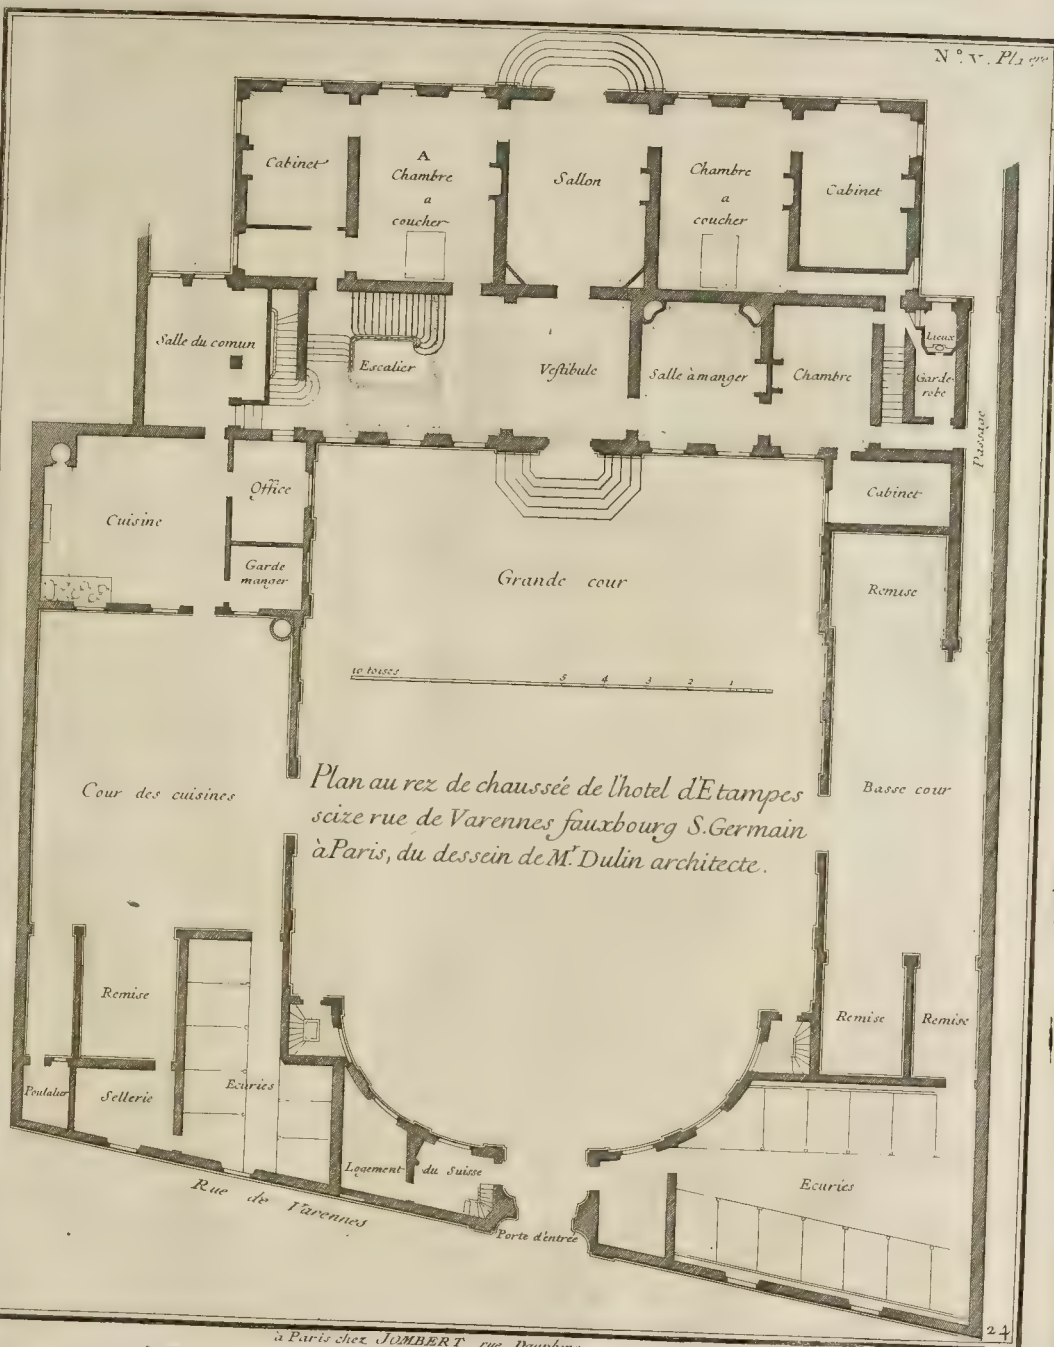 N.º V. Pl. 1ere
Cabinet
A
Chambre
a
coucher
Sallon
Chambre
a
coucher
Cabinet
Salle du comun
Escalier
Vestibule
Salle à manger
Chambre
Lieux
Garde-
robe
Passage
Cuisine
Office
Garde
manger
Cabinet
Grande cour
Remise
10 toises 5 4 3 2 1
Cour des cuisines
Plan au rez de chaussée de l'hotel d'Etampes
scize rue de Varennes fauxbourg S. Germain
à Paris, du dessein de Mr. Dulin architecte.
Basse cour
Remise
Remise
Remise
Poulalier
Sellerie
Ecuries
Logement du Suisse
Ecuries
Rue de Varennes
Porte d'entrée
24
à Paris chez JOMBERT rue Dauphine